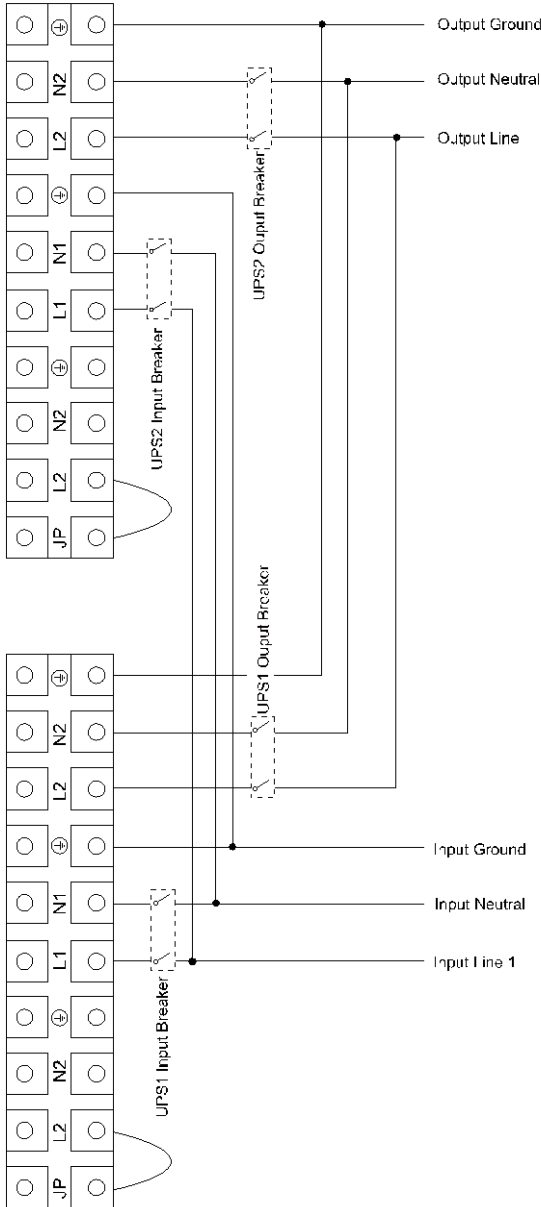 Output Ground
N2
Output Neutral
L2
Output Line
UPS2 Ouput Breaker
N1
L1
UPS2 Input Breaker
N2
L2
JP
UPS1 Ouput Breaker
N2
L2
Input Ground
N1
Input Neutral
L1
Input Line 1
UPS1 Input Breaker
N2
L2
JP